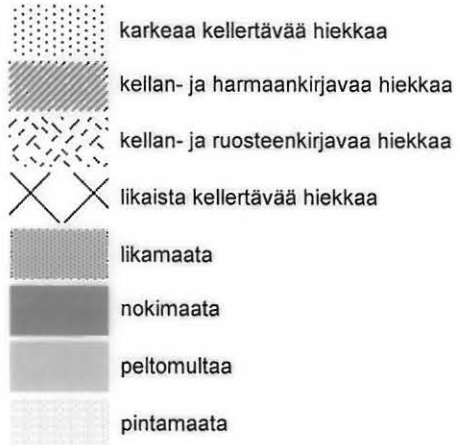 karkeaa kellertävää hiekkaa
kellan- ja harmaankirjavaa hiekkaa
kellan- ja ruosteenkirjavaa hiekkaa
likaista kellertävää hiekkaa
likamaata
nokimaata
peltomultaa
pintamaata